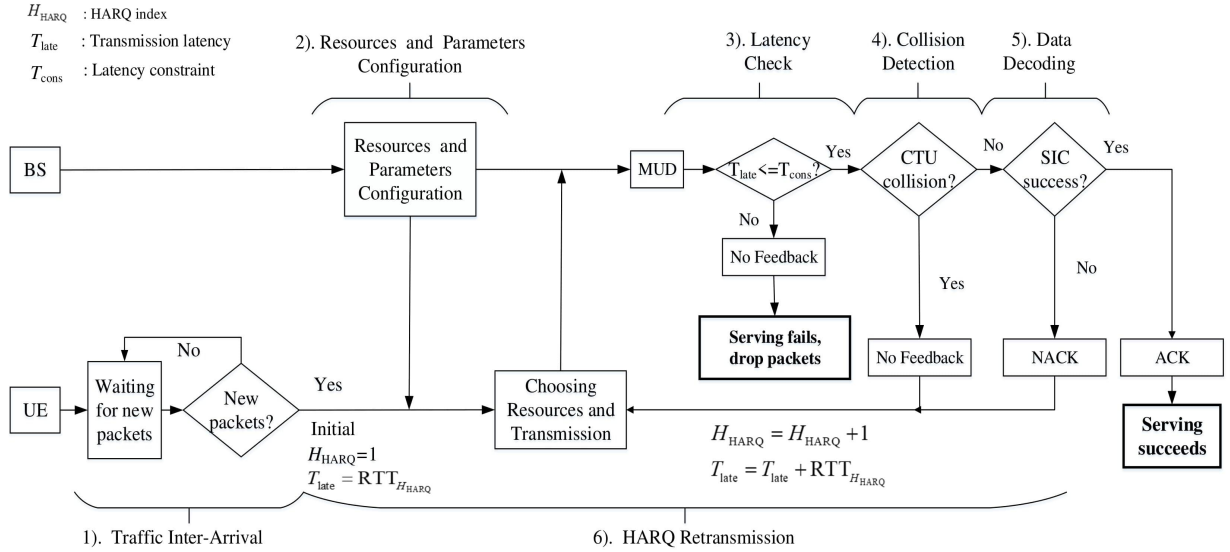 H_HARQ : HARQ index
T_late : Transmission latency
T_cons : Latency constraint
2). Resources and Parameters
Configuration
3). Latency
Check
4). Collision
Detection
5). Data
Decoding
BS
Resources and
Parameters
Configuration
MUD
T_late<=T_cons?
Yes
CTU
collision?
No
SIC
success?
Yes
No
No Feedback
Yes
No
Serving fails,
drop packets
No Feedback
NACK
ACK
Serving
succeeds
No
UE
Waiting
for new
packets
New
packets?
Yes
Initial
H_HARQ=1
T_late = RTT_H_HARQ
Choosing
Resources and
Transmission
H_HARQ = H_HARQ +1
T_late = T_late + RTT_H_HARQ
1). Traffic Inter-Arrival
6). HARQ Retransmission